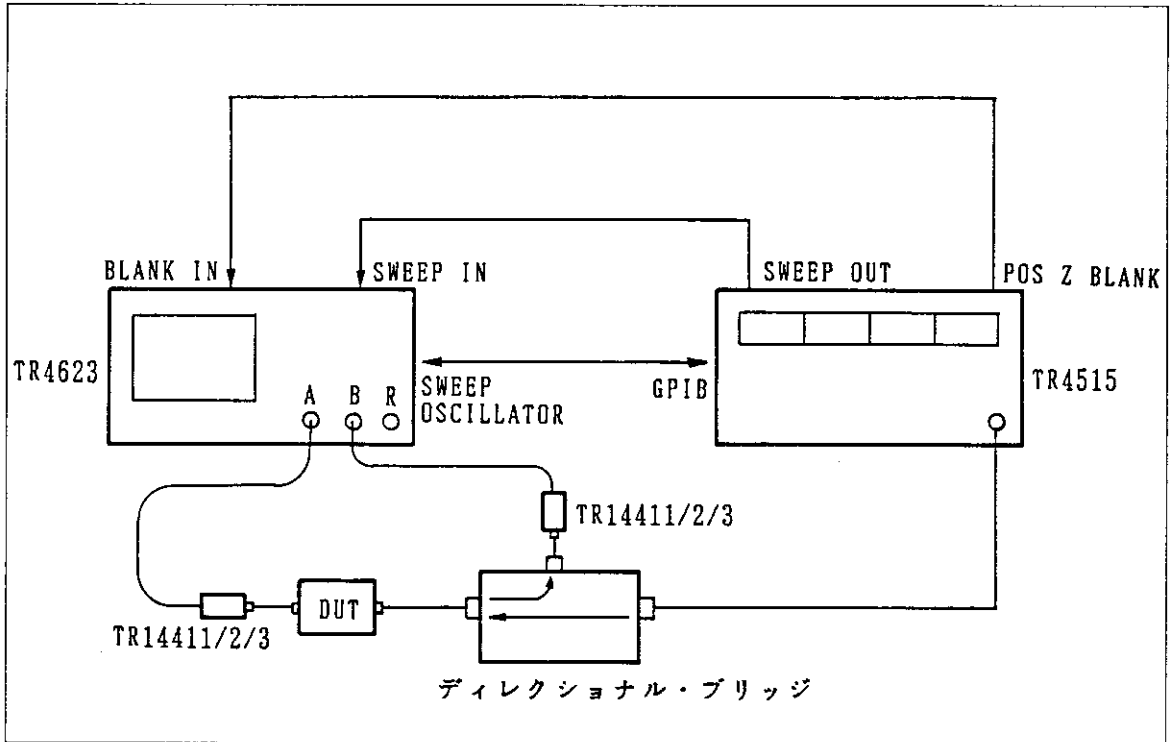 BLANK IN
SWEEP IN
SWEEP OUT
POS Z BLANK
TR4623
A
B
R
SWEEP
OSCILLATOR
GPIB
TR4515
TR14411/2/3
DUT
TR14411/2/3
ディレクショナル・ブリッジ